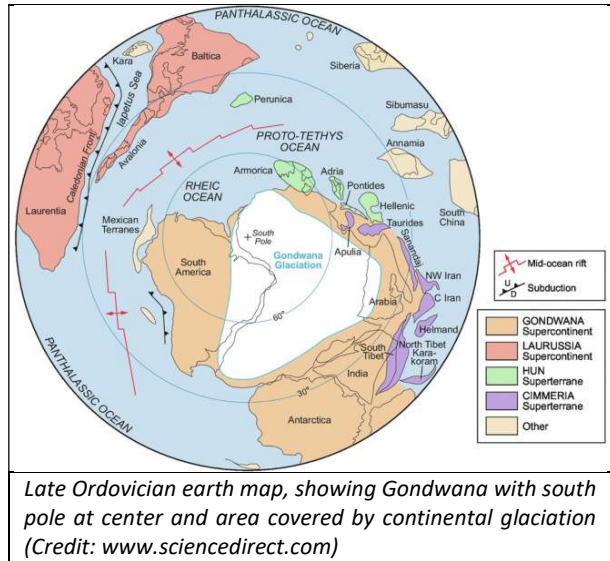 PANTHALASSIC OCEAN
Kara
Baltica
Siberia
Iapetus Sea
Perunica
Sibumasu
Caledonian Front
Avalonia
PROTO-TETHYS
OCEAN
Annamia
Armorica
Adria
Pontides
RHEIC
OCEAN
Hellenic
Laurentia
Taurides
South
China
Mexican
Terranes
South Pole
Apulia
Sanandaj
Gondwana
Glaciation
South
America
NW Iran
Arabia
C Iran
60°
Helmand
South
Tibet
North Tibet
Kara-
koram
India
30°
Antarctica
PANTHALASSIC OCEAN
Mid-ocean rift
U
D
Subduction
GONDWANA
Supercontinent
LAURUSSIA
Supercontinent
HUN
Superterrane
CIMMERIA
Superterrane
Other
Late Ordovician earth map, showing Gondwana with south
pole at center and area covered by continental glaciation
(Credit: www.sciencedirect.com)